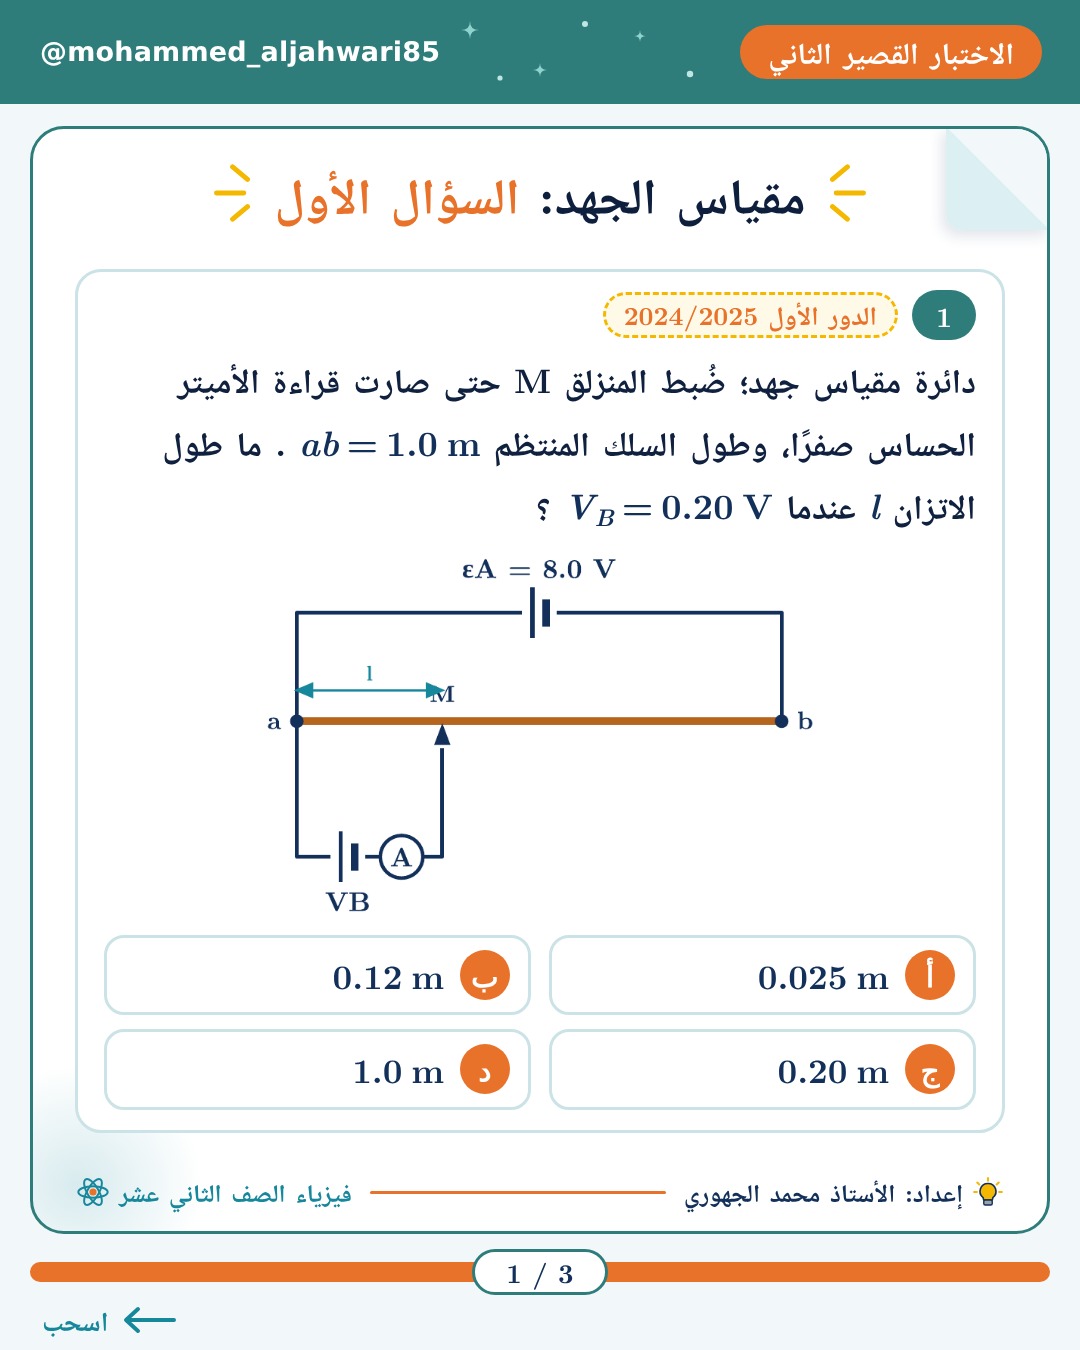 @mohammed_aljahwari85
الاختبار القصير الثاني
مقياس الجهد: السؤال الأول
1
الدور الأول 2024/2025
دائرة مقياس جهد؛ ضُبط المنزلق M حتى صارت قراءة الأميتر
الحساس صفرًا، وطول السلك المنتظم ab = 1.0 m . ما طول
الاتزان l عندما V_B = 0.20 V ؟
εA = 8.0 V
l
M
a
b
A
VB
أ 0.025 m
ب 0.12 m
ج 0.20 m
د 1.0 m
إعداد: الأستاذ محمد الجهوري
فيزياء الصف الثاني عشر
1 / 3
اسحب